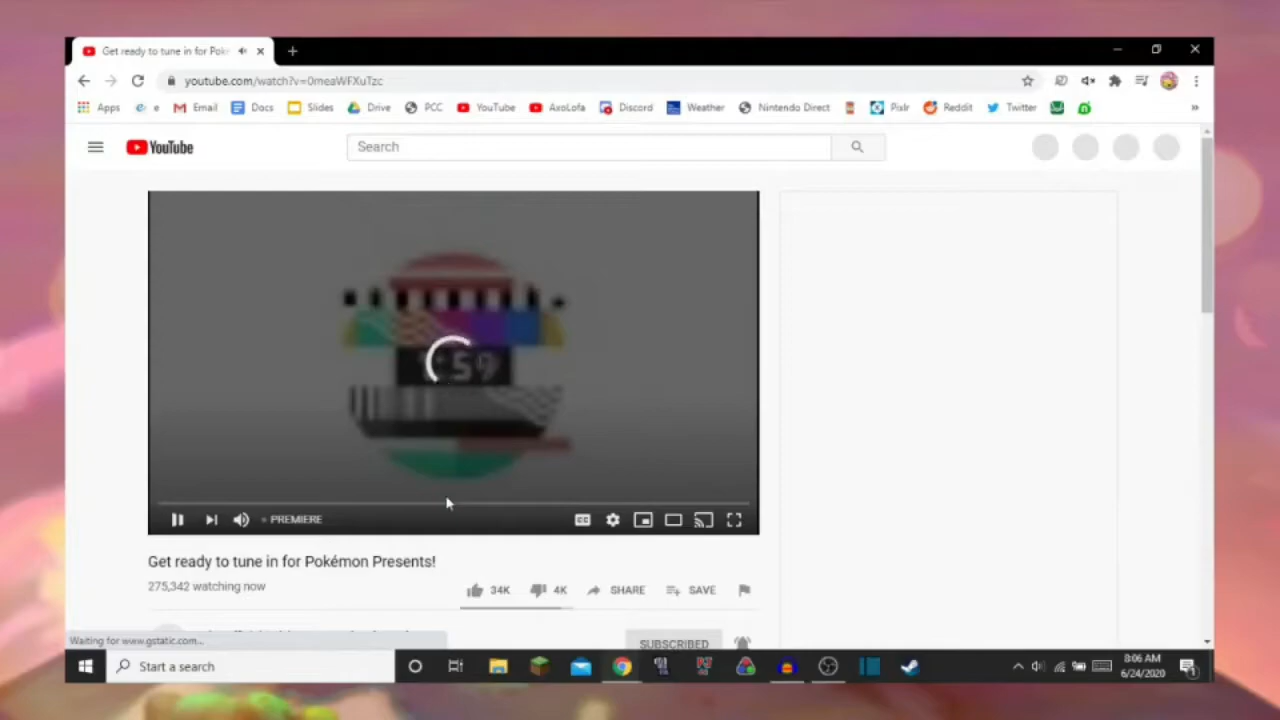 Get ready to tune in for Pok
youtube.com/watch?v=0meaWFXuTzc
Apps e Email Docs Slides Drive PCC YouTube AxoLofa Discord Weather Nintendo Direct Pixlr Reddit Twitter
YouTube
Search
:59
PREMIERE
Get ready to tune in for Pokémon Presents!
275,342 watching now
34K 4K SHARE SAVE
SUBSCRIBED
Waiting for www.gstatic.com...
Start a search
8:06 AM
6/24/2020